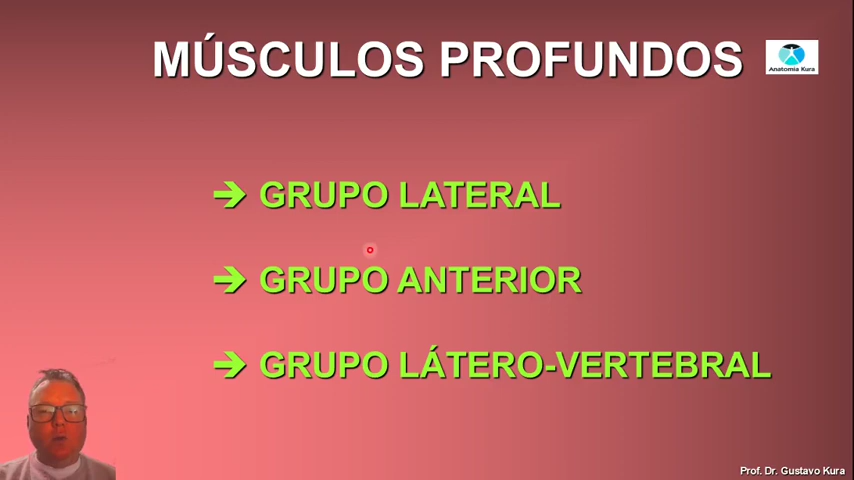 MÚSCULOS PROFUNDOS
Anatomia Kura
➔ GRUPO LATERAL
➔ GRUPO ANTERIOR
➔ GRUPO LÁTERO-VERTEBRAL
Prof. Dr. Gustavo Kura